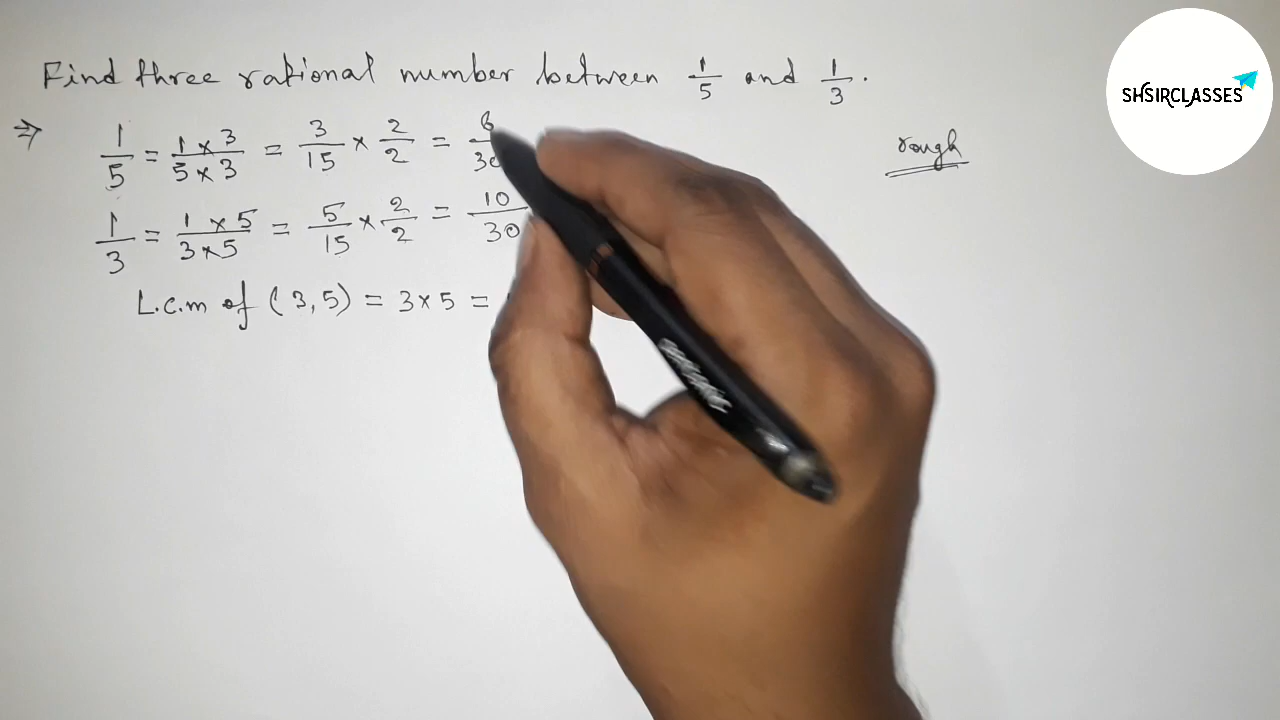 Find three rational number between 1/5 and 1/3.
SHSIRCLASSES
rough
⇒ 1/5 = 1 × 3 / 5 × 3 = 3/15 × 2/2 = 6/30
1/3 = 1 × 5 / 3 × 5 = 5/15 × 2/2 = 10/30
L.c.m of (3,5) = 3 × 5 =